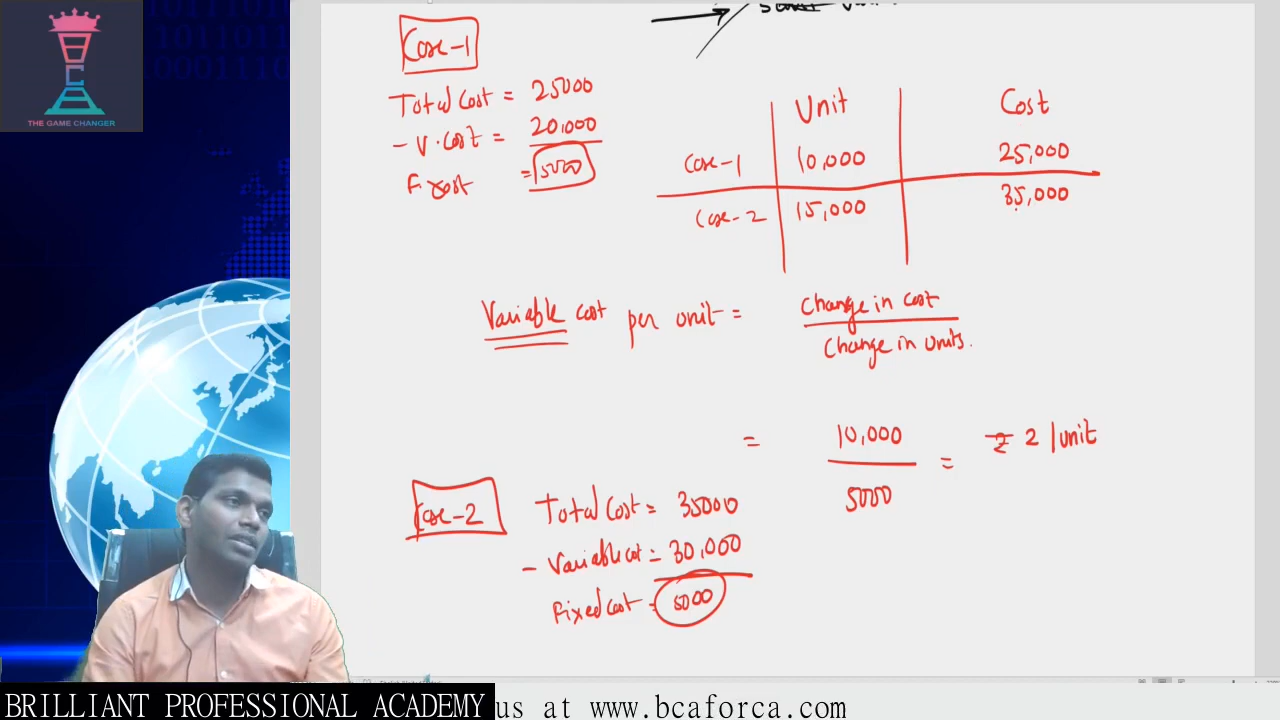 C
THE GAME CHANGER
Case-1
Total Cost = 25000
- V. Cost = 20,000
Fixcost = 5000
Unit Cost
Case-1 10,000 25,000
Case-2 15,000 35,000
Variable cost per unit = Change in cost
Change in units.
= 10,000 = 2 /unit
5000
Case-2
Total Cost = 35000
- Variable cot = 30,000
Fixed cost = 5000
BRILLIANT PROFESSIONAL ACADEMY us at www.bcaforca.com